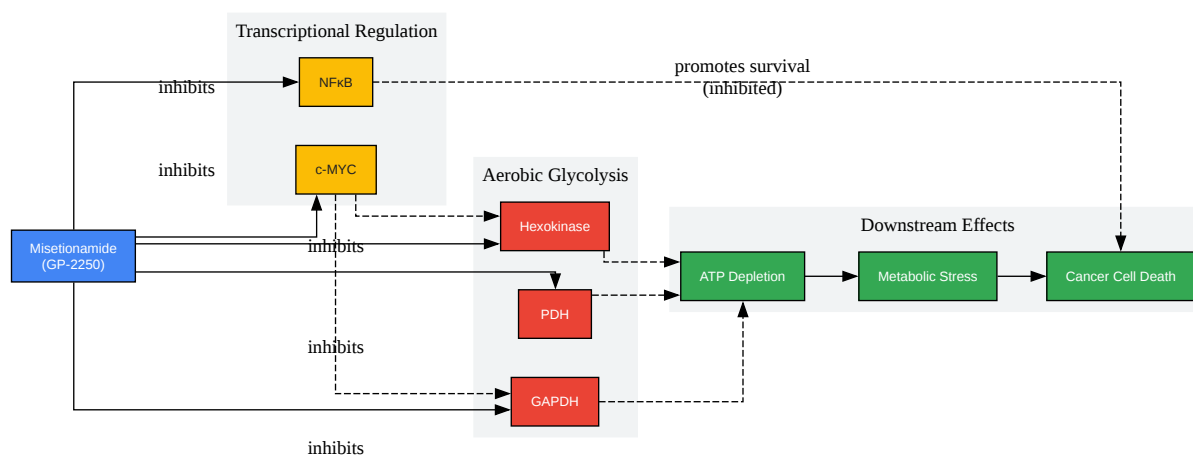 Transcriptional Regulation
NFκB
promotes survival
(inhibited)
inhibits
c-MYC
inhibits
Aerobic Glycolysis
Hexokinase
Downstream Effects
Misetionamide
(GP-2250)
inhibits
ATP Depletion
Metabolic Stress
Cancer Cell Death
PDH
inhibits
GAPDH
inhibits